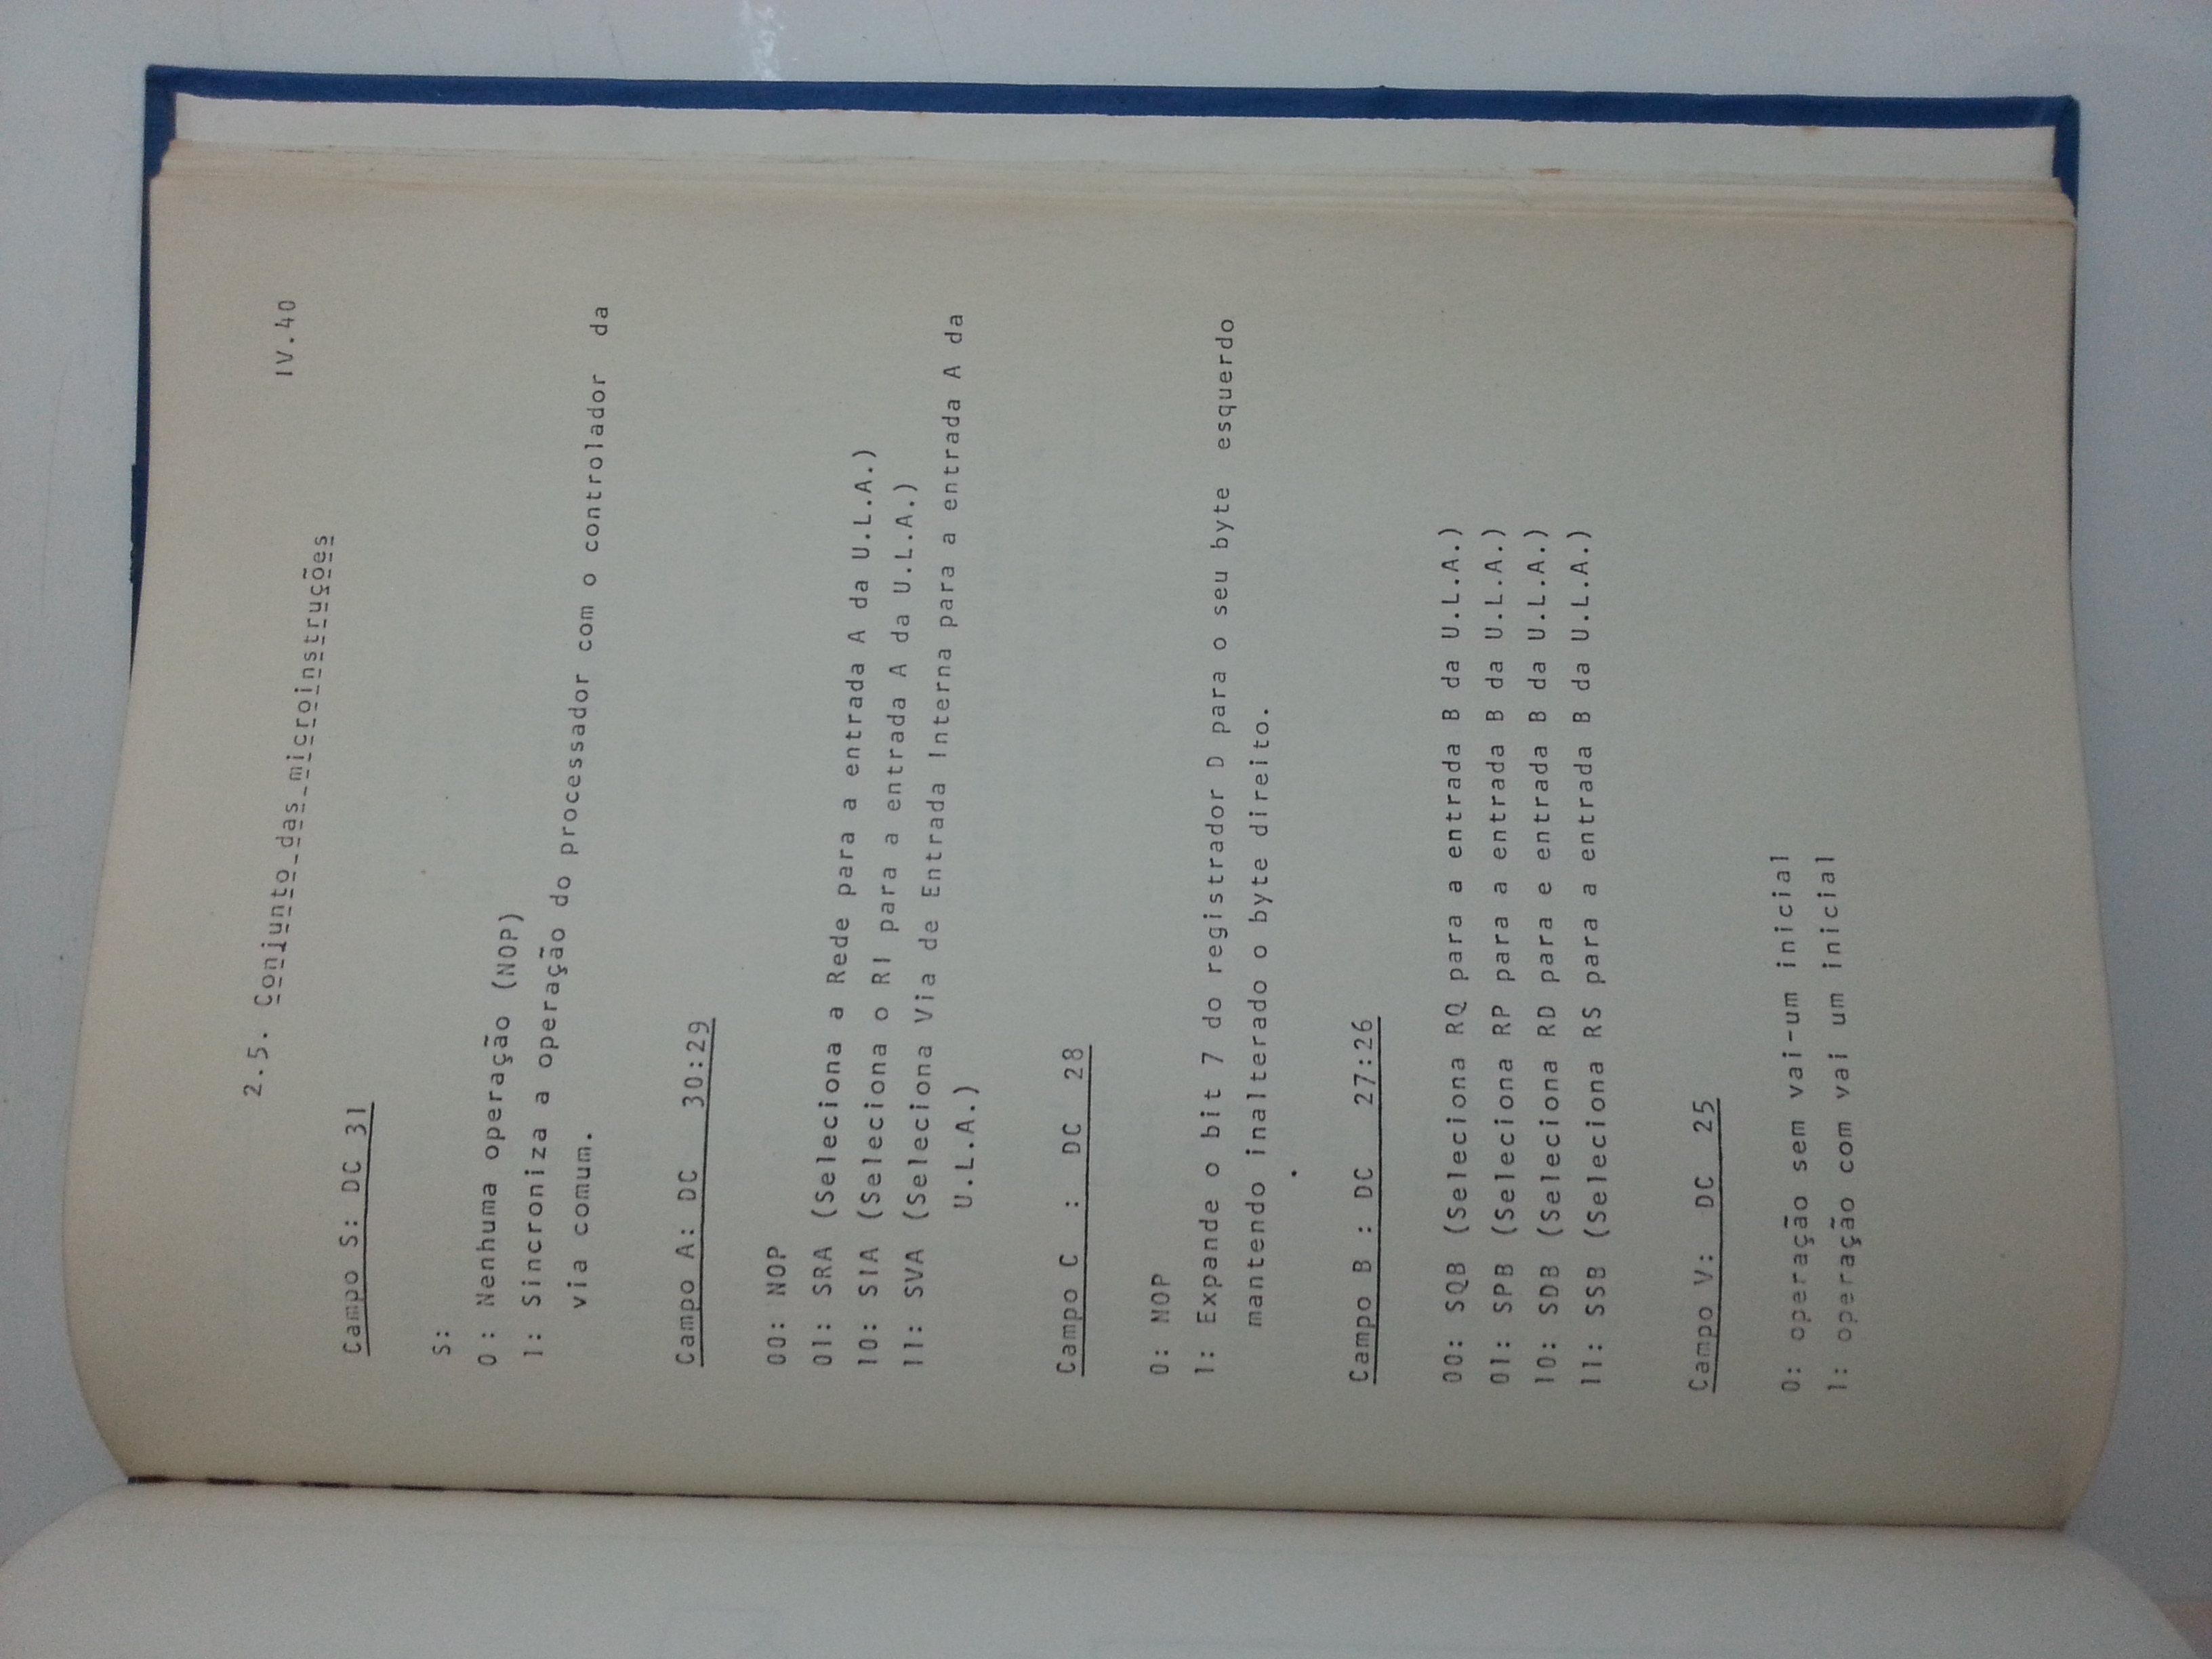 IV.40
2.5. Conjunto das microinstruções
Campo S: DC 31
S:
0 : Nenhuma operação (NOP)
1: Sincroniza a operação do processador com o controlador da
via comum.
Campo A: DC 30:29
00: NOP
01: SRA (Seleciona a Rede para a entrada A da U.L.A.)
10: SIA (Seleciona o RI para a entrada A da U.L.A.)
11: SVA (Seleciona Via de Entrada Interna para a entrada A da
U.L.A.)
Campo C : DC 28
0: NOP
1: Expande o bit 7 do registrador D para o seu byte esquerdo
mantendo inalterado o byte direito.
Campo B : DC 27:26
00: SQB (Seleciona RQ para a entrada B da U.L.A.)
01: SPB (Seleciona RP para a entrada B da U.L.A.)
10: SDB (Seleciona RD para e entrada B da U.L.A.)
11: SSB (Seleciona RS para a entrada B da U.L.A.)
Campo V: DC 25
0: operação sem vai-um inicial
1: operação com vai um inicial